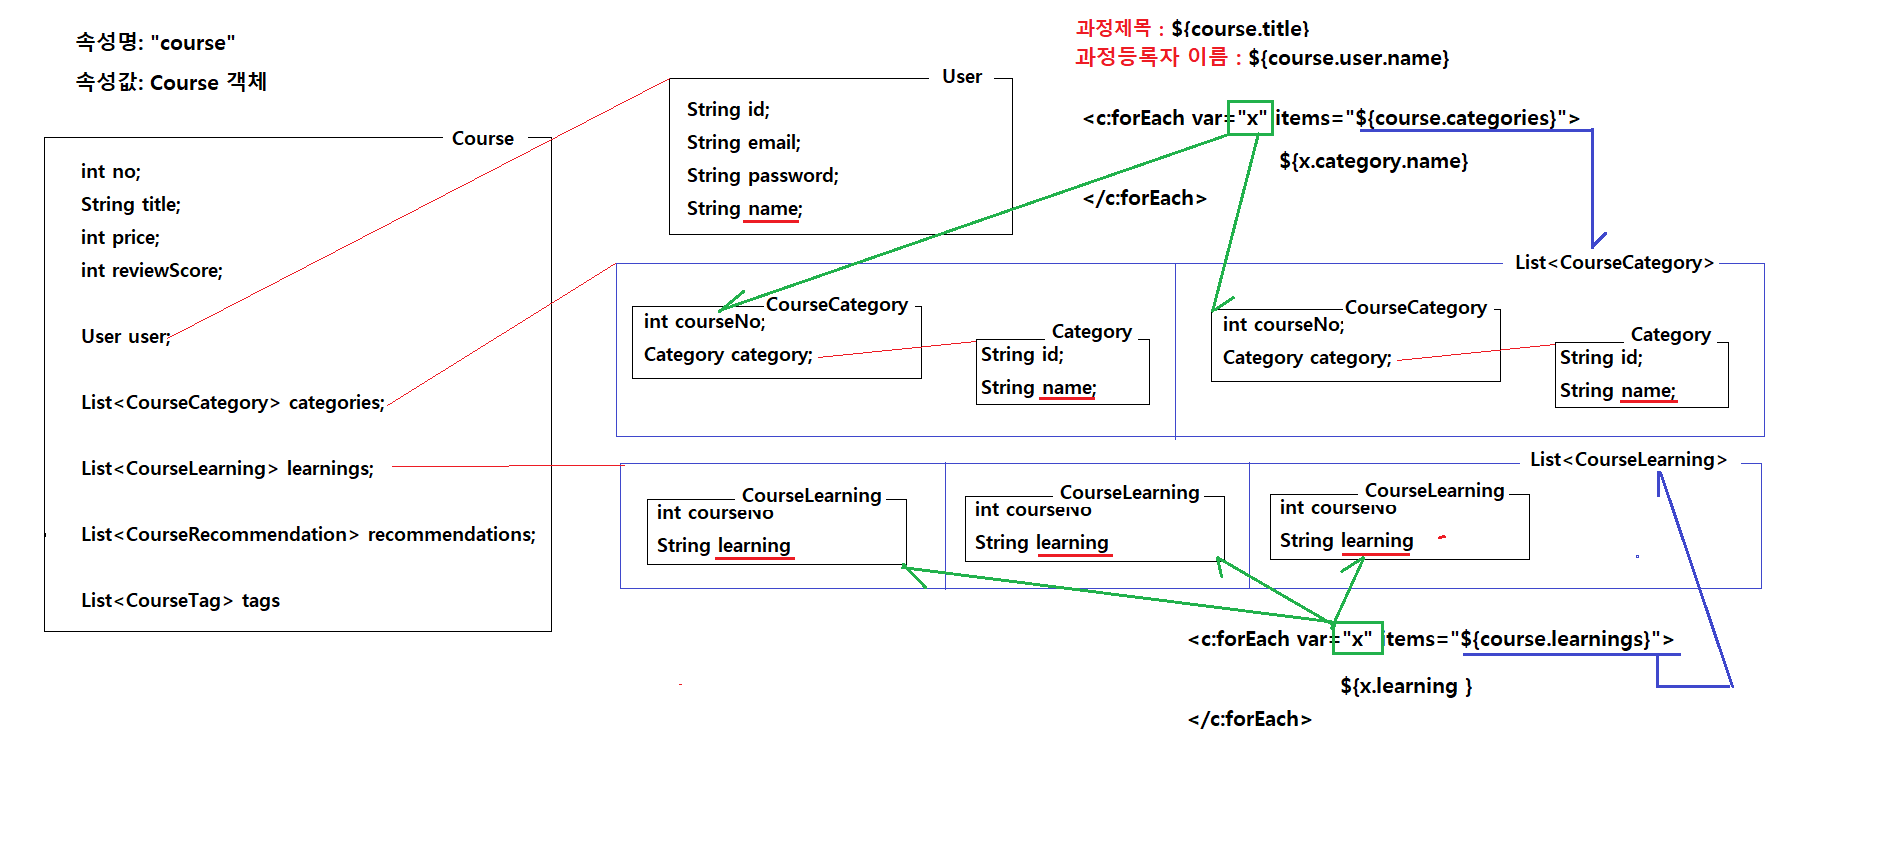 속성명: "course"
속성값: Course 객체
Course
int no;
String title;
int price;
int reviewScore;
User user;
List<CourseCategory> categories;
List<CourseLearning> learnings;
List<CourseRecommendation> recommendations;
List<CourseTag> tags
User
String id;
String email;
String password;
String name;
과정제목 : ${course.title}
과정등록자 이름 : ${course.user.name}
<c:forEach var="x" items="${course.categories}">
${x.category.name}
</c:forEach>
List<CourseCategory>
CourseCategory
int courseNo;
Category category;
Category
String id;
String name;
CourseCategory
int courseNo;
Category category;
Category
String id;
String name;
List<CourseLearning>
CourseLearning
int courseNo
String learning
CourseLearning
int courseNo
String learning
CourseLearning
int courseNo
String learning
<c:forEach var="x" items="${course.learnings}">
${x.learning }
</c:forEach>